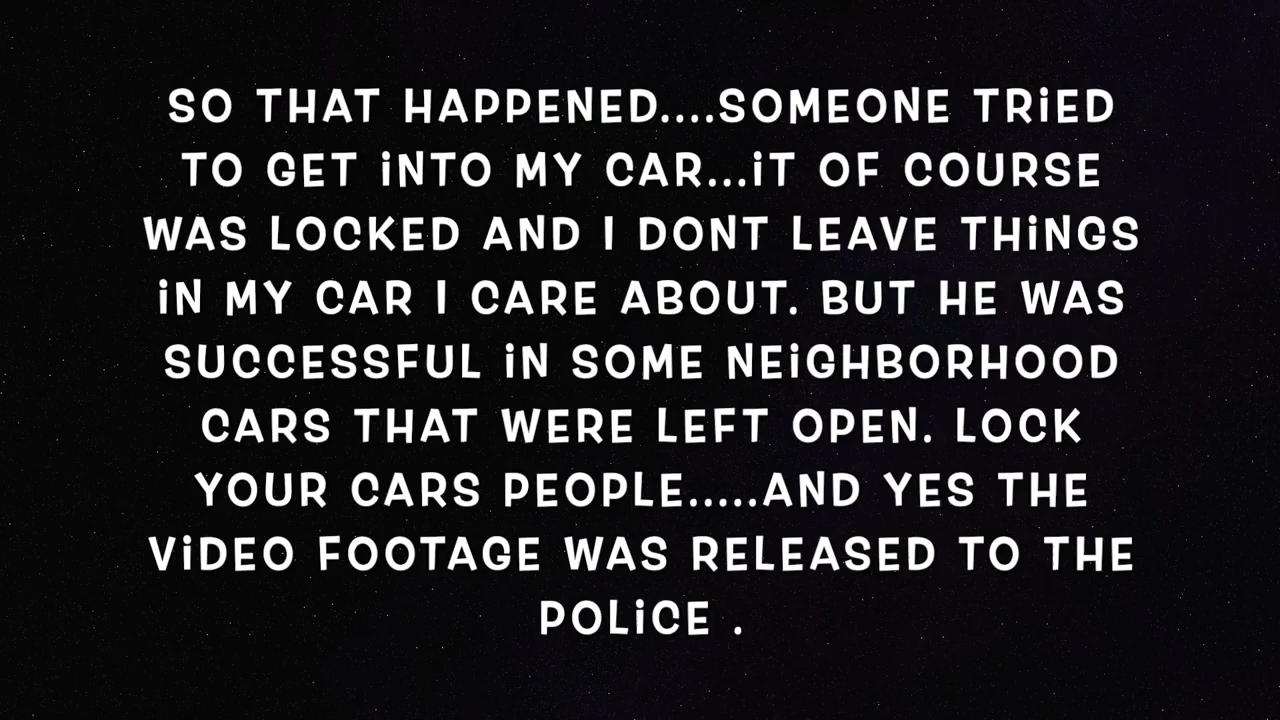 SO THAT HAPPENED....SOMEONE TRiED
TO GET iNTO MY CAR...iT OF COURSE
WAS LOCKED AND I DONT LEAVE THiNGS
iN MY CAR I CARE ABOUT. BUT HE WAS
SUCCESSFUL iN SOME NEiGHBORHOOD
CARS THAT WERE LEFT OPEN. LOCK
YOUR CARS PEOPLE.....AND YES THE
ViDEO FOOTAGE WAS RELEASED TO THE
POLiCE .